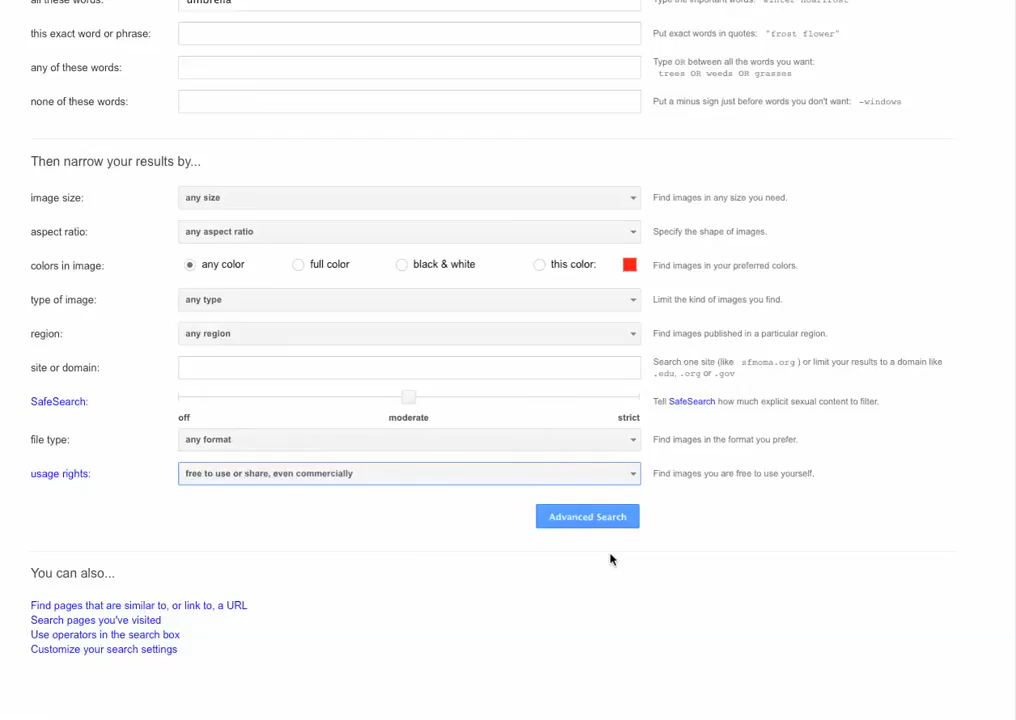 all these words: umbrella Type the important words: winter hoarfrost
this exact word or phrase: Put exact words in quotes: "frost flower"
any of these words: Type OR between all the words you want:
trees OR weeds OR grasses
none of these words: Put a minus sign just before words you don't want: -windows
Then narrow your results by...
image size: any size Find images in any size you need.
aspect ratio: any aspect ratio Specify the shape of images.
colors in image: any color full color black & white this color: Find images in your preferred colors.
type of image: any type Limit the kind of images you find.
region: any region Find images published in a particular region.
site or domain: Search one site (like sfmoma.org ) or limit your results to a domain like
.edu, .org or .gov
SafeSearch: Tell SafeSearch how much explicit sexual content to filter.
off moderate strict
file type: any format Find images in the format you prefer.
usage rights: free to use or share, even commercially Find images you are free to use yourself.
Advanced Search
You can also...
Find pages that are similar to, or link to, a URL
Search pages you've visited
Use operators in the search box
Customize your search settings